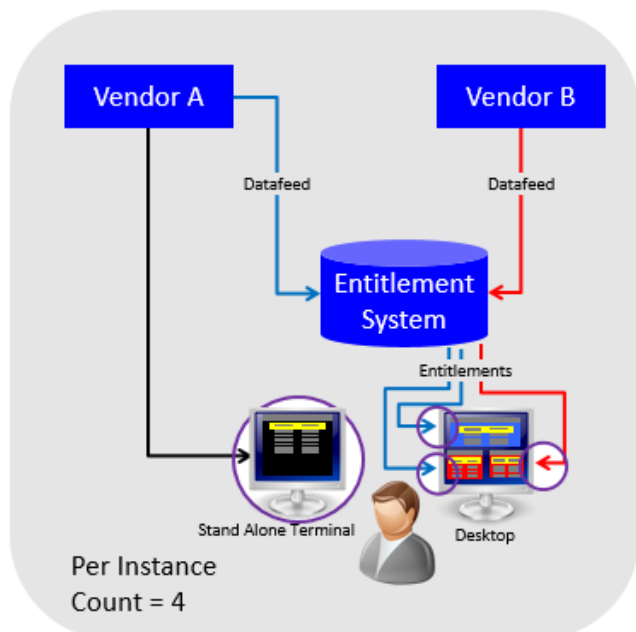 Vendor A
Vendor B
Datafeed
Datafeed
Entitlement
System
Entitlements
Stand Alone Terminal
Desktop
Per Instance
Count = 4